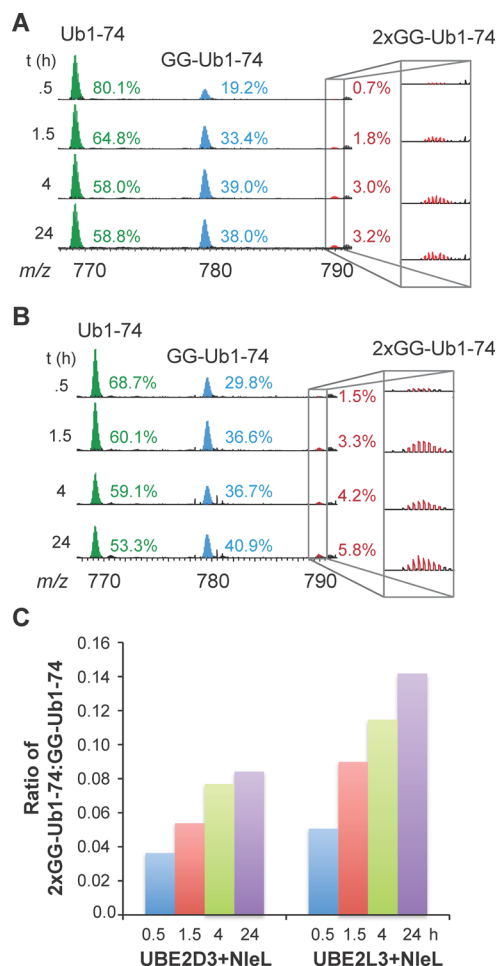 A
Ub1-74
2xGG-Ub1-74
t (h)
GG-Ub1-74
.5
80.1%
19.2%
0.7%
1.5
64.8%
33.4%
1.8%
4
58.0%
39.0%
3.0%
24
58.8%
38.0%
3.2%
m/z
770
780
790
B
Ub1-74
2xGG-Ub1-74
t (h)
GG-Ub1-74
.5
68.7%
29.8%
1.5%
1.5
60.1%
36.6%
3.3%
4
59.1%
36.7%
4.2%
24
53.3%
40.9%
5.8%
m/z
770
780
790
C
Ratio of
2xGG-Ub1-74:GG-Ub1-74
0.16
0.14
0.12
0.10
0.08
0.06
0.04
0.02
0.0
0.5 1.5 4 24 0.5 1.5 4 24 h
UBE2D3+NleL UBE2L3+NleL